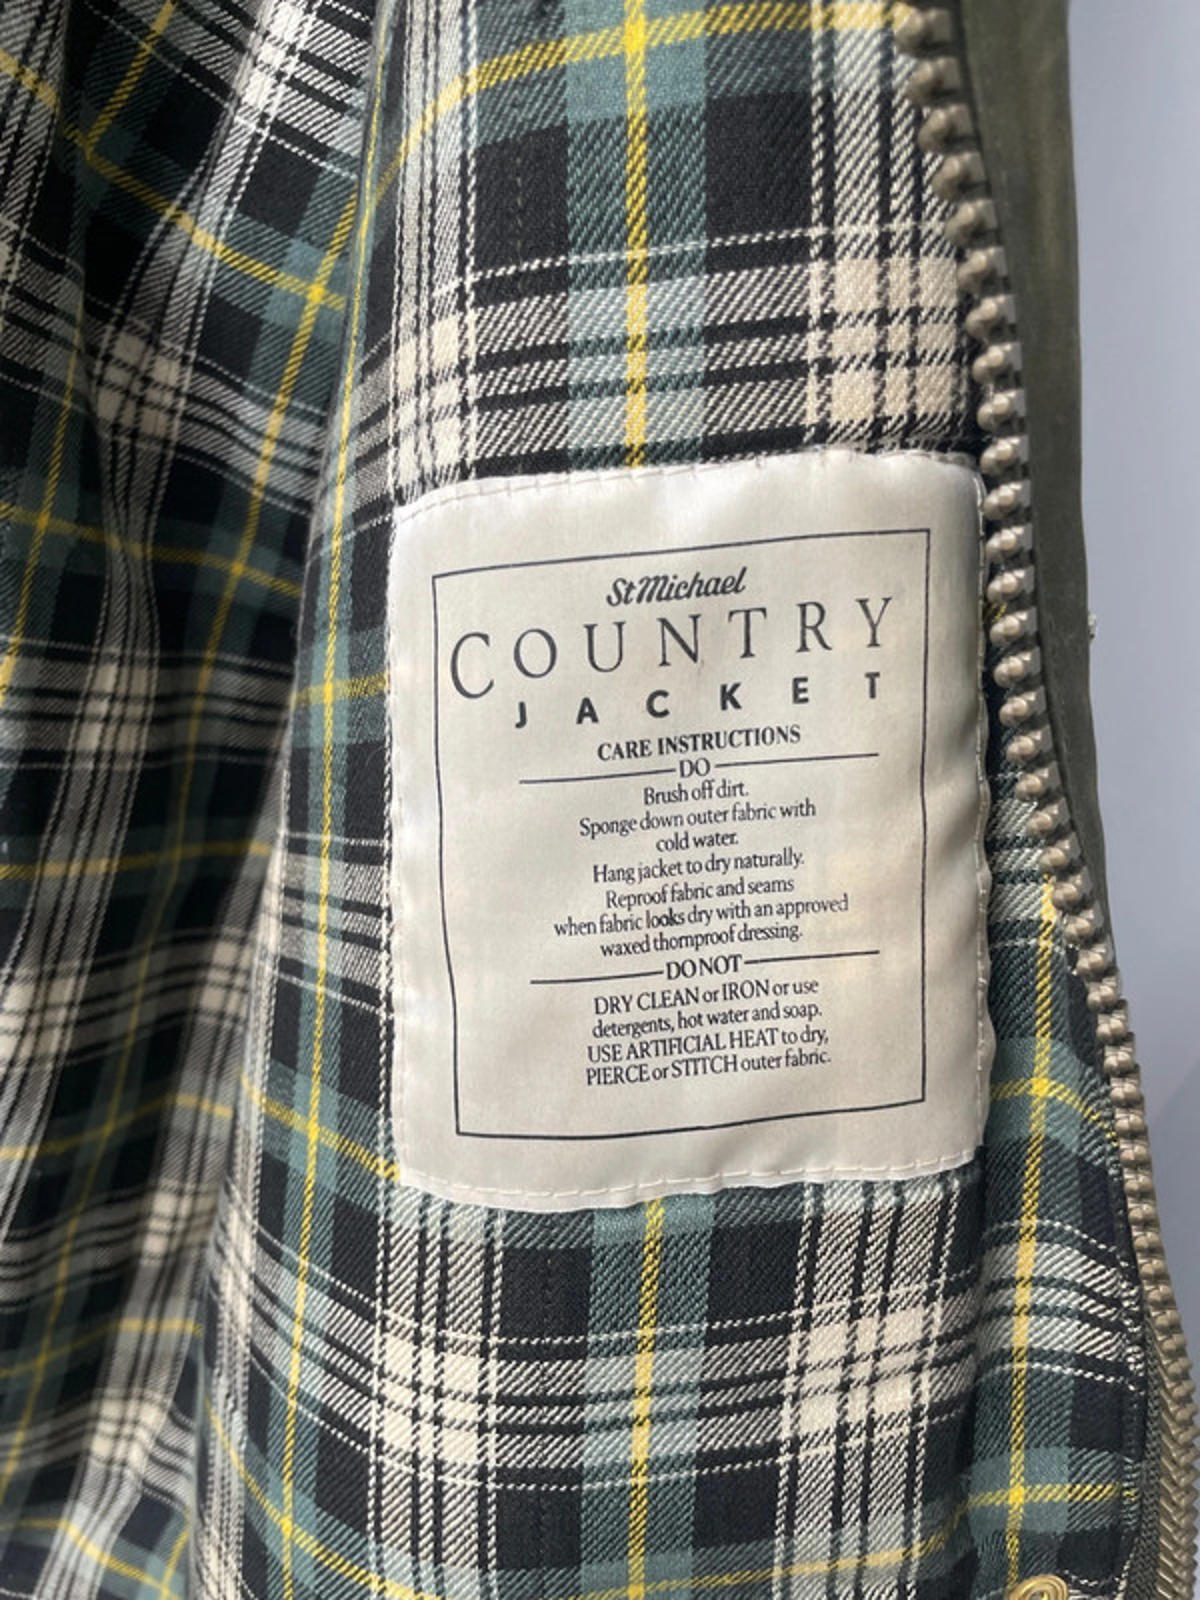 St Michael
COUNTRY
JACKET
CARE INSTRUCTIONS
DO
Brush off dirt.
Sponge down outer fabric with
cold water.
Hang jacket to dry naturally.
Reproof fabric and seams
when fabric looks dry with an approved
waxed thornproof dressing.
DO NOT
DRY CLEAN or IRON or use
detergents, hot water and soap.
USE ARTIFICIAL HEAT to dry,
PIERCE or STITCH outer fabric.